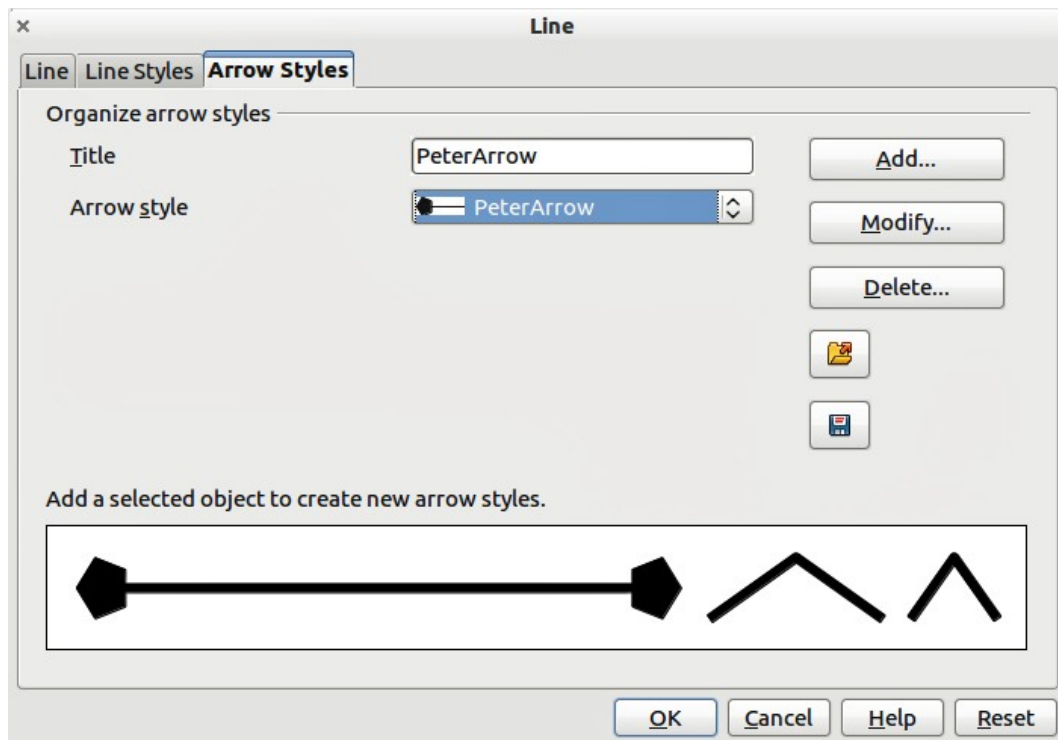 Line
Line Line Styles Arrow Styles
Organize arrow styles
Title PeterArrow Add...
Arrow style PeterArrow Modify...
Delete...
Add a selected object to create new arrow styles.
OK Cancel Help Reset